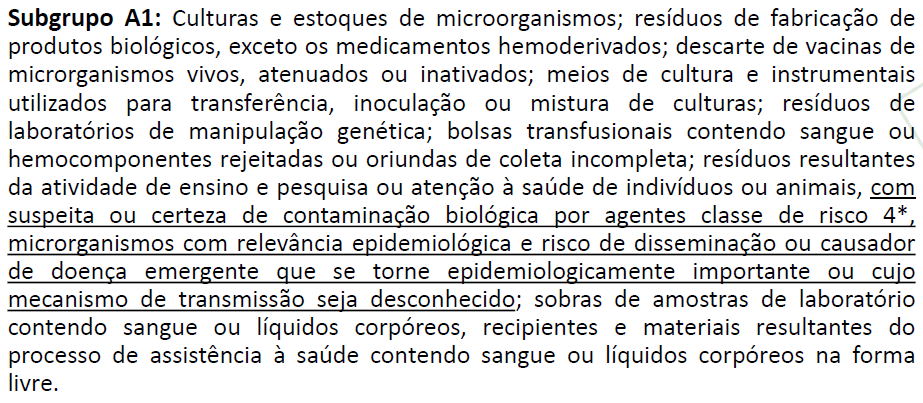 Subgrupo A1: Culturas e estoques de microorganismos; resíduos de fabricação de
produtos biológicos, exceto os medicamentos hemoderivados; descarte de vacinas de
microrganismos vivos, atenuados ou inativados; meios de cultura e instrumentais
utilizados para transferência, inoculação ou mistura de culturas; resíduos de
laboratórios de manipulação genética; bolsas transfusionais contendo sangue ou
hemocomponentes rejeitadas ou oriundas de coleta incompleta; resíduos resultantes
da atividade de ensino e pesquisa ou atenção à saúde de indivíduos ou animais, com
suspeita ou certeza de contaminação biológica por agentes classe de risco 4*,
microrganismos com relevância epidemiológica e risco de disseminação ou causador
de doença emergente que se torne epidemiologicamente importante ou cujo
mecanismo de transmissão seja desconhecido; sobras de amostras de laboratório
contendo sangue ou líquidos corpóreos, recipientes e materiais resultantes do
processo de assistência à saúde contendo sangue ou líquidos corpóreos na forma
livre.